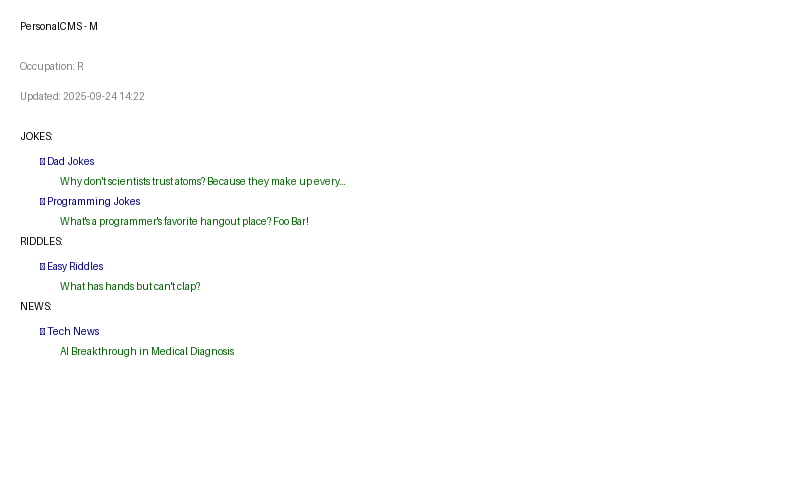 PersonalCMS - M
Occupation: R
Updated: 2025-09-24 14:22
JOKES:
Dad Jokes
Why don't scientists trust atoms? Because they make up every...
Programming Jokes
What's a programmer's favorite hangout place? Foo Bar!
RIDDLES:
Easy Riddles
What has hands but can't clap?
NEWS:
Tech News
AI Breakthrough in Medical Diagnosis